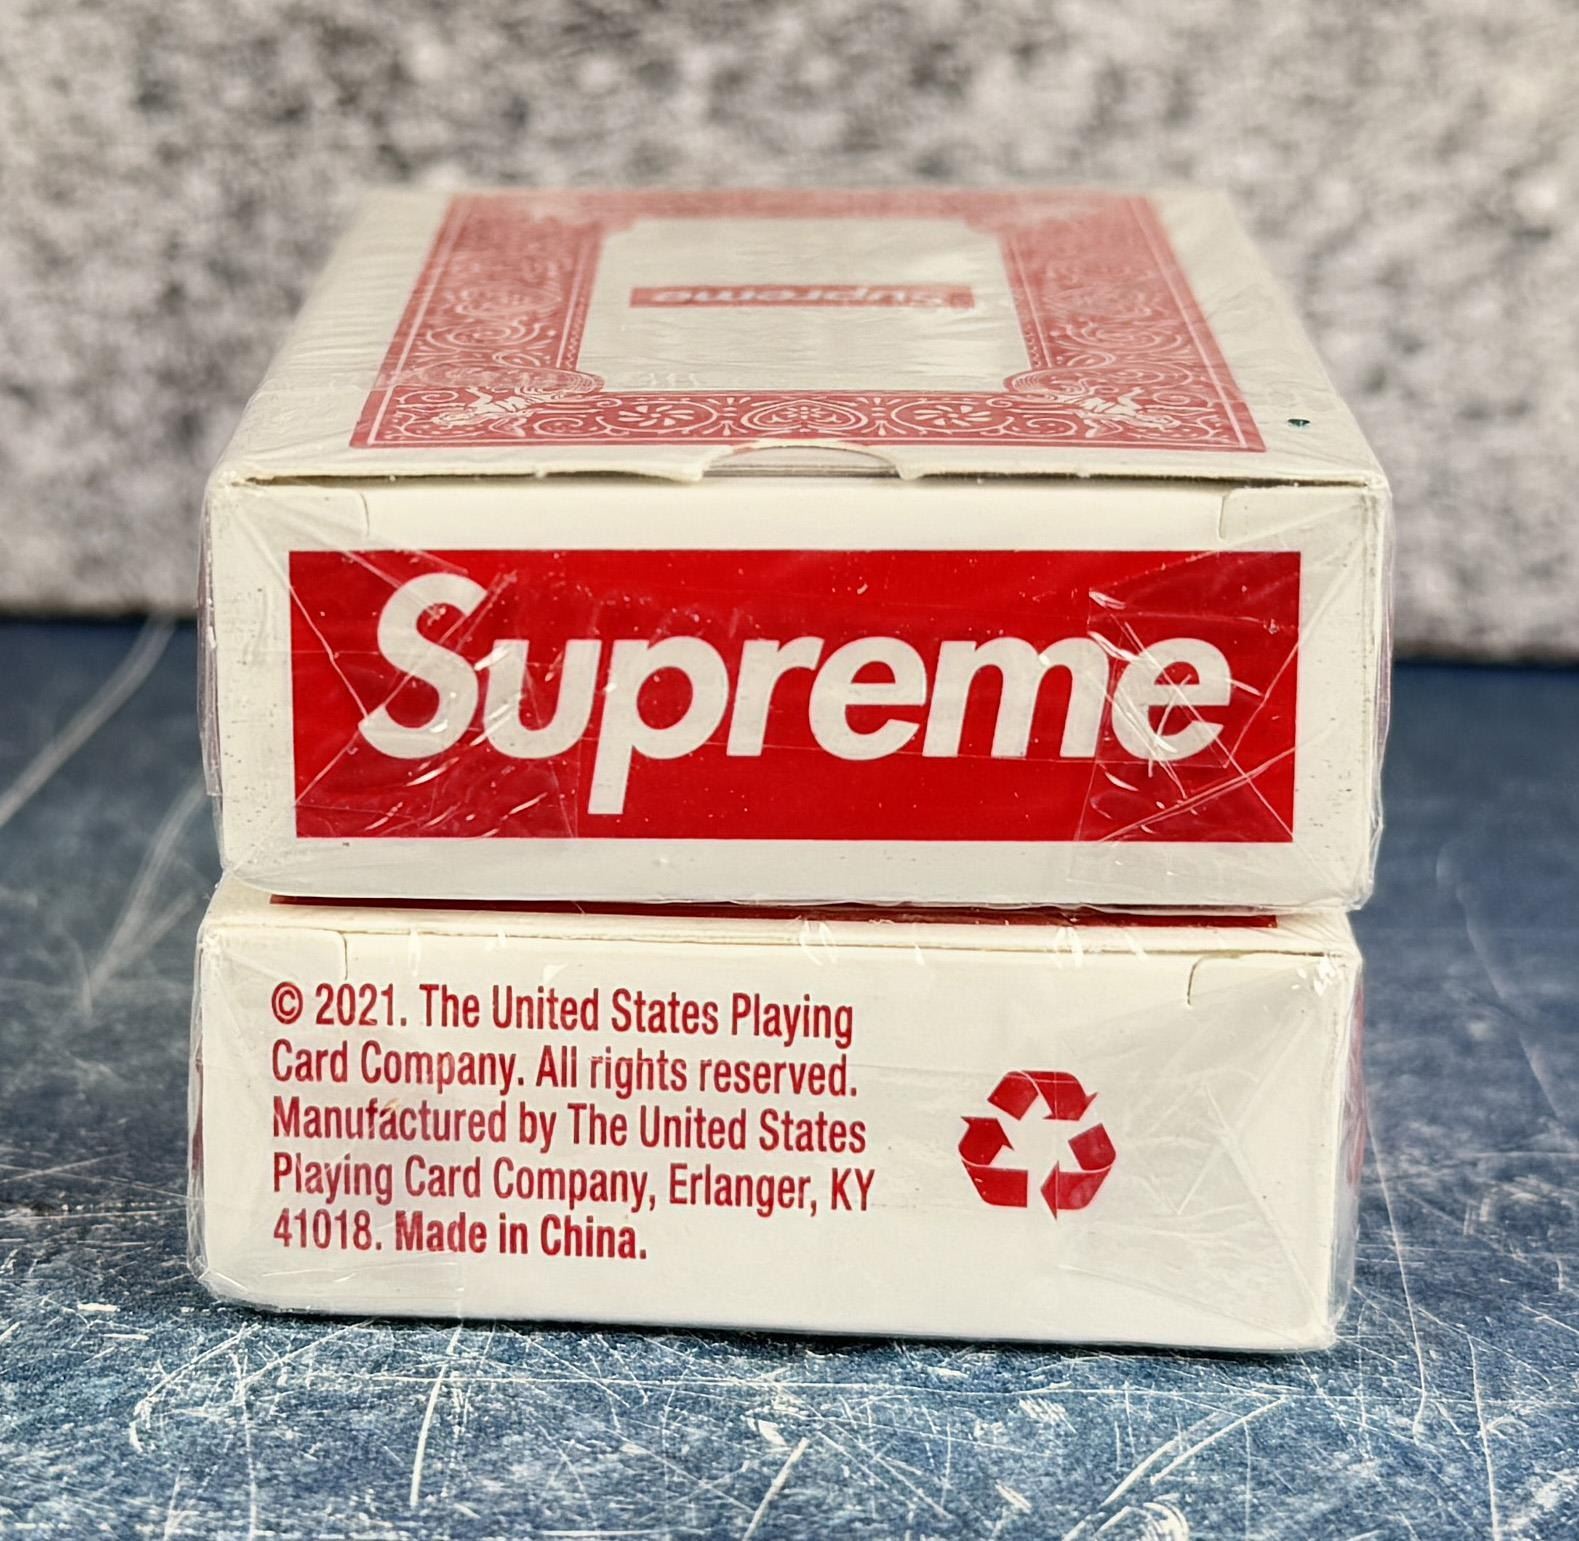 Supreme
Supreme
© 2021. The United States Playing
Card Company. All rights reserved.
Manufactured by The United States
Playing Card Company, Erlanger, KY
41018. Made in China.